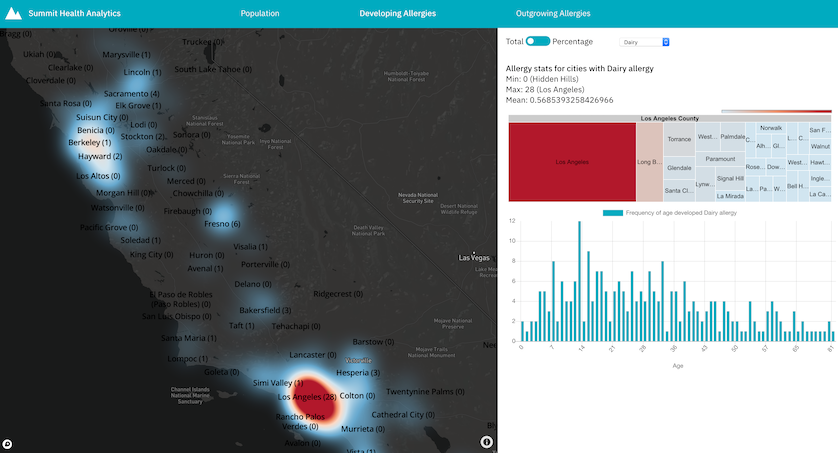 Summit Health Analytics
Population
Developing Allergies
Outgrowing Allergies
Bragg (0)
Oroville (0)
Truckee (0)
Ukiah (0)
Marysville (1)
Clearlake (0)
Lincoln (1)
South Lake Tahoe (0)
Cloverdale (0)
Humboldt-Toiyabe
National Forest
Sacramento (4)
Santa Rosa (0)
Elk Grove (1)
Suisun City (0)
Stanislaus
National Forest
Lodi (0)
Benicia (0)
Stockton (2)
Sonora (0)
Yosemite
National Park
Inyo National
Forest
Berkeley (1)
Oakdale (0)
Hayward (2)
Turlock (0)
Los Altos (0)
Merced (0)
Sierra National
Forest
Chowchilla (0)
Morgan Hill (0)
Nevada National
Security Site
Watsonville (0)
Firebaugh (0)
Desert National
Wildlife Refuge
Pacific Grove (0)
Fresno (6)
Death Valley
National Park
Soledad (1)
Visalia (1)
King City (0)
Huron (0)
Las Vegas
Avenal (1)
Porterville (0)
Lake Mead
Delano (0)
El Paso de Robles
(Paso Robles) (0)
Ridgecrest (0)
San Luis Obispo (0)
Bakersfield (3)
Taft (1)
Tehachapi (0)
Mojave National
Preserve
Santa Maria (1)
Barstow (0)
Mojave Trails
National Monument
Lompoc (1)
Lancaster (0)
Victorville
Goleta (0)
Hesperia (3)
Simi Valley (1)
Channel Islands
National Marine
Sanctuary
Los Angeles (28)
Colton (0)
Twentynine Palms (0)
Rancho Palos
Verdes (0)
Cathedral City (0)
Murrieta (0)
Avalon (0)
Vista (1)
Total
Percentage
Dairy
Allergy stats for cities with Dairy allergy
Min: 0 (Hidden Hills)
Max: 28 (Los Angeles)
Mean: 0.5685393258426966
Los Angeles County
Los Angeles
Long B...
Torrance
Glendale
Santa Cl...
West...
Palmdale
Paramount
Lynw...
Signal Hill
La Mirada
C...
Norwalk
Alh...
Gl...
L...
C...
San F...
Walnut
Rose...
Dow...
West...
Hawt...
La...
Pa...
W...
Bell H...
Ingle...
La Ca...
Frequency of age developed Dairy allergy
12
10
8
6
4
2
0
0
7
14
21
28
36
43
50
57
65
81
Age